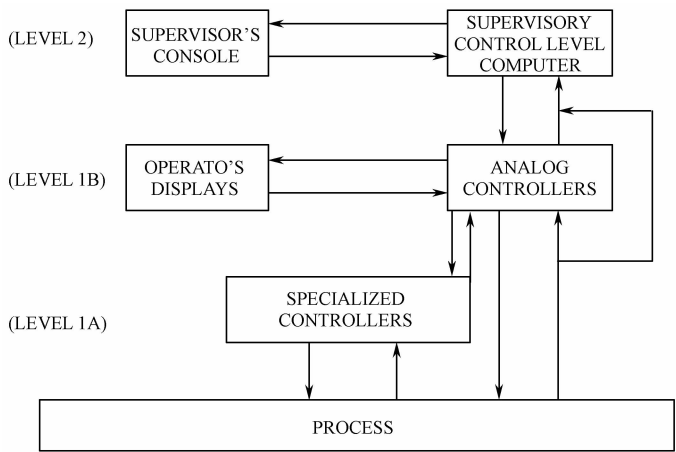 (LEVEL 2)
SUPERVISOR'S
CONSOLE
SUPERVISORY
CONTROL LEVEL
COMPUTER
(LEVEL 1B)
OPERATO'S
DISPLAYS
ANALOG
CONTROLLERS
(LEVEL 1A)
SPECIALIZED
CONTROLLERS
PROCESS